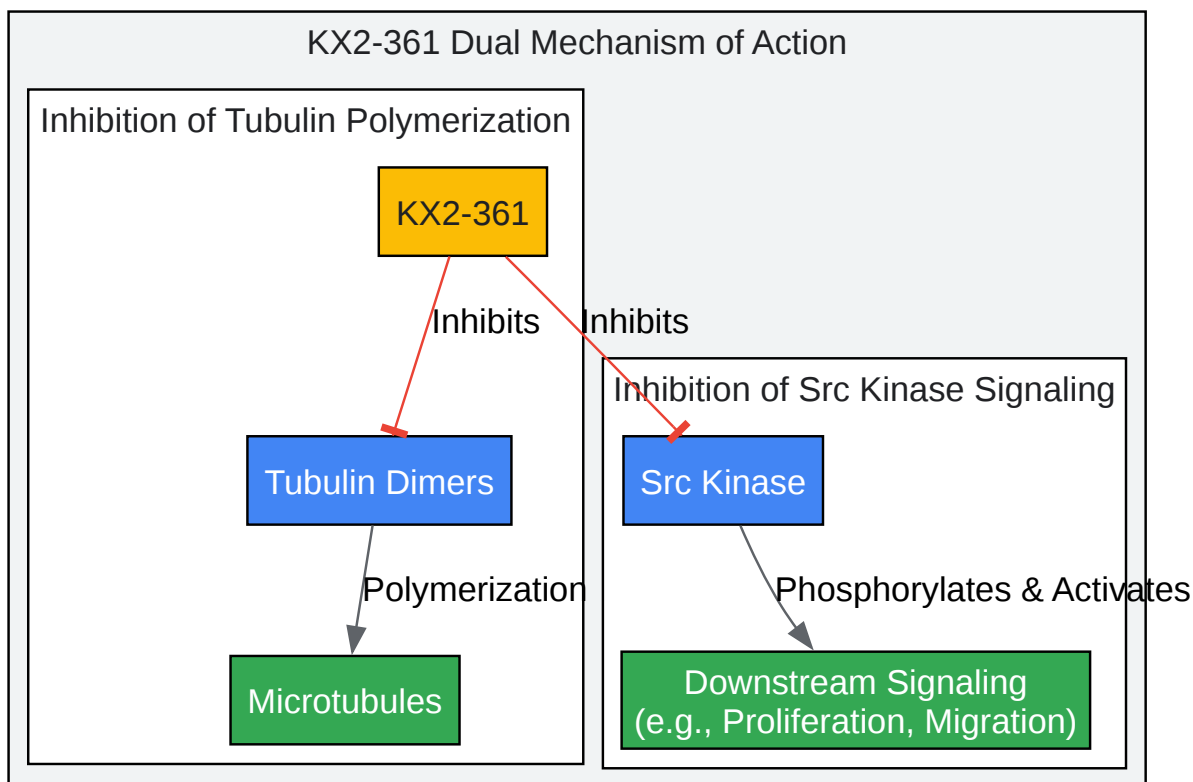 KX2-361 Dual Mechanism of Action
Inhibition of Tubulin Polymerization
KX2-361
Inhibits
Inhibits
Inhibition of Src Kinase Signaling
Tubulin Dimers
Src Kinase
Polymerization
Phosphorylates & Activates
Microtubules
Downstream Signaling
(e.g., Proliferation, Migration)